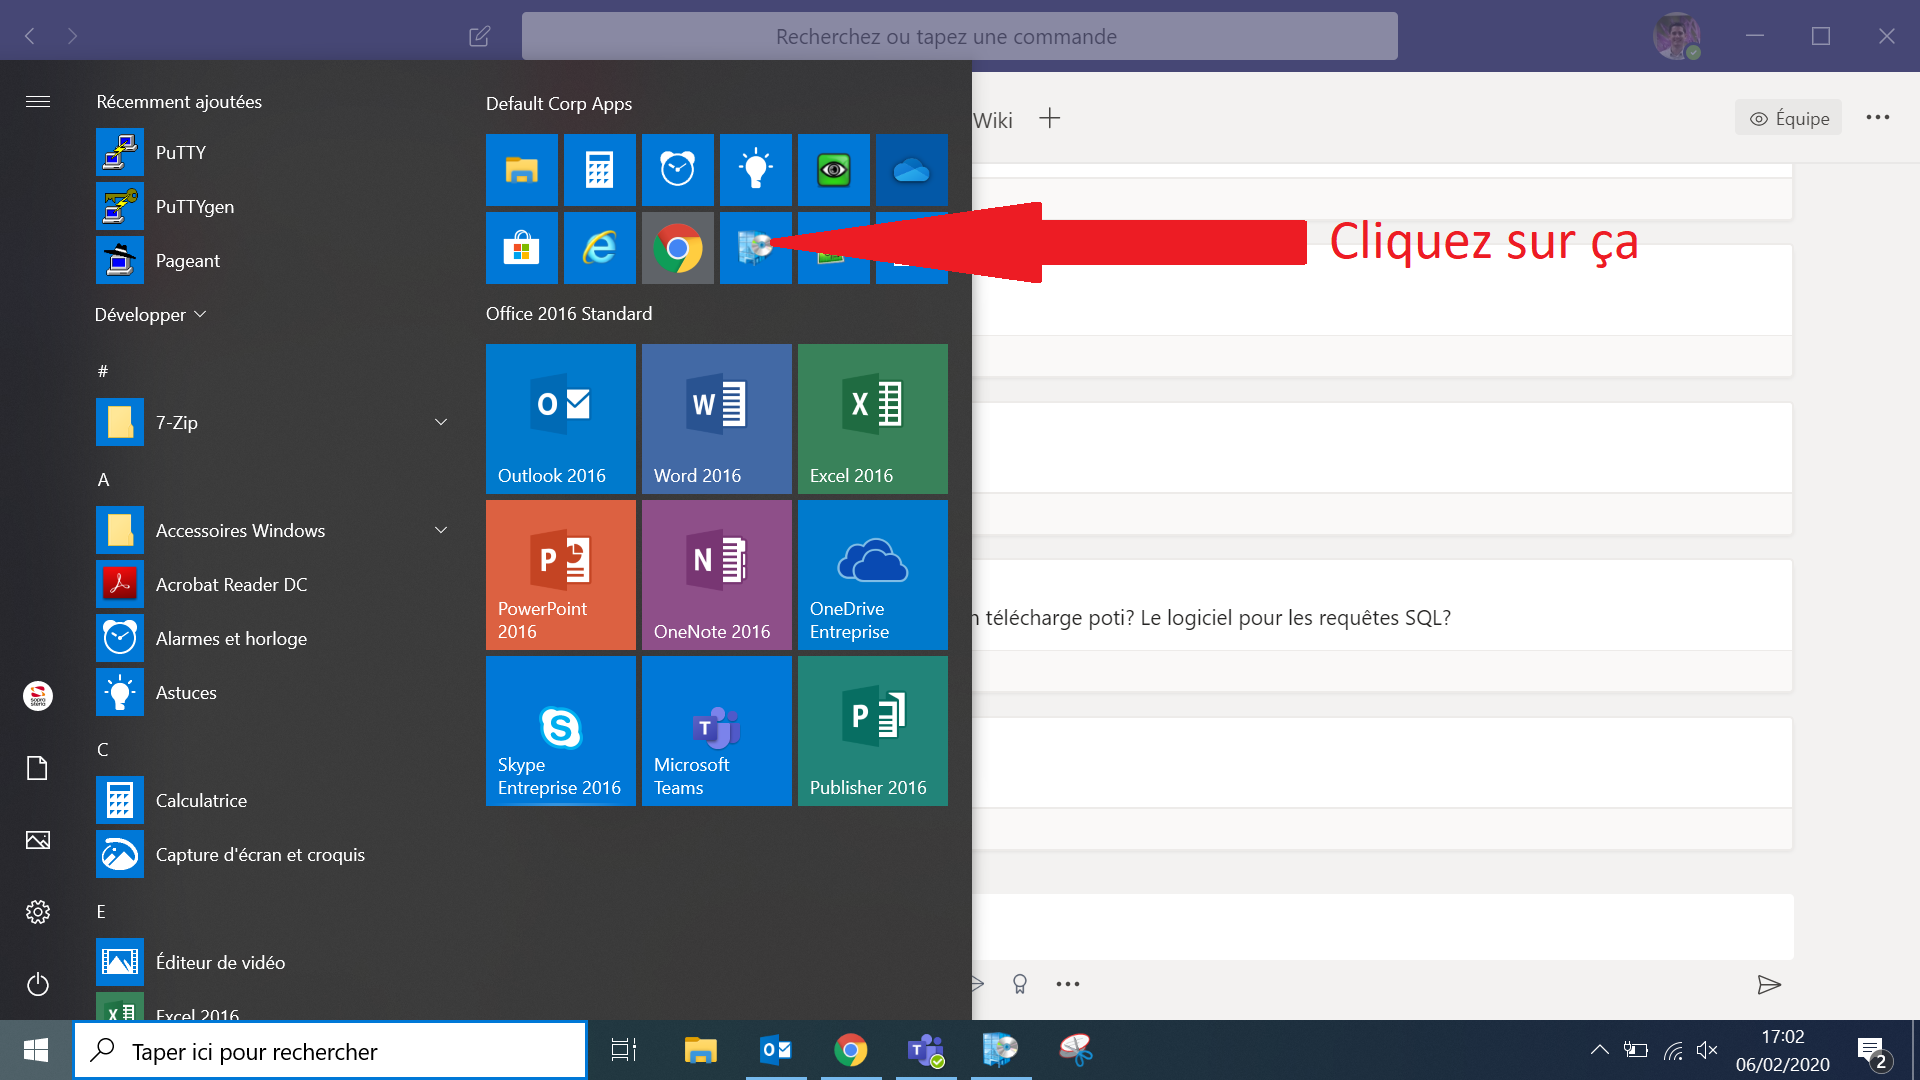 Recherchez ou tapez une commande
Récemment ajoutées
PuTTY
PuTTYgen
Pageant
Développer
#
7-Zip
A
Accessoires Windows
Acrobat Reader DC
Alarmes et horloge
Astuces
C
Calculatrice
Capture d'écran et croquis
E
Éditeur de vidéo
Excel 2016
Default Corp Apps
Office 2016 Standard
Outlook 2016
Word 2016
Excel 2016
PowerPoint
2016
OneNote 2016
OneDrive
Entreprise
Skype
Entreprise 2016
Microsoft
Teams
Publisher 2016
Wiki
Équipe
Cliquez sur ça
télécharge poti? Le logiciel pour les requêtes SQL?
Taper ici pour rechercher
17:02
06/02/2020
2